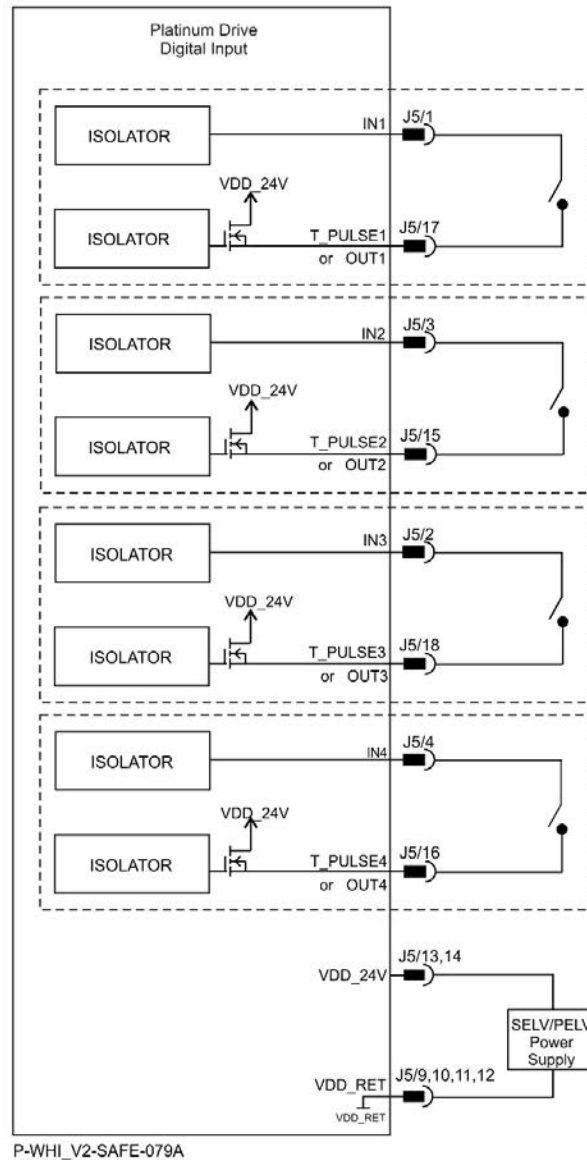 Platinum Drive
Digital Input
ISOLATOR
IN1
J5/1
VDD_24V
ISOLATOR
T_PULSE1
J5/17
or OUT1
ISOLATOR
IN2
J5/3
VDD_24V
ISOLATOR
T_PULSE2
J5/15
or OUT2
ISOLATOR
IN3
J5/2
VDD_24V
ISOLATOR
T_PULSE3
J5/18
or OUT3
ISOLATOR
IN4
J5/4
VDD_24V
ISOLATOR
T_PULSE4
J5/16
or OUT4
VDD_24V
J5/13,14
SELV/PELV
Power
Supply
VDD_RET
J5/9,10,11,12
VDD_RET
P-WHI_V2-SAFE-079A